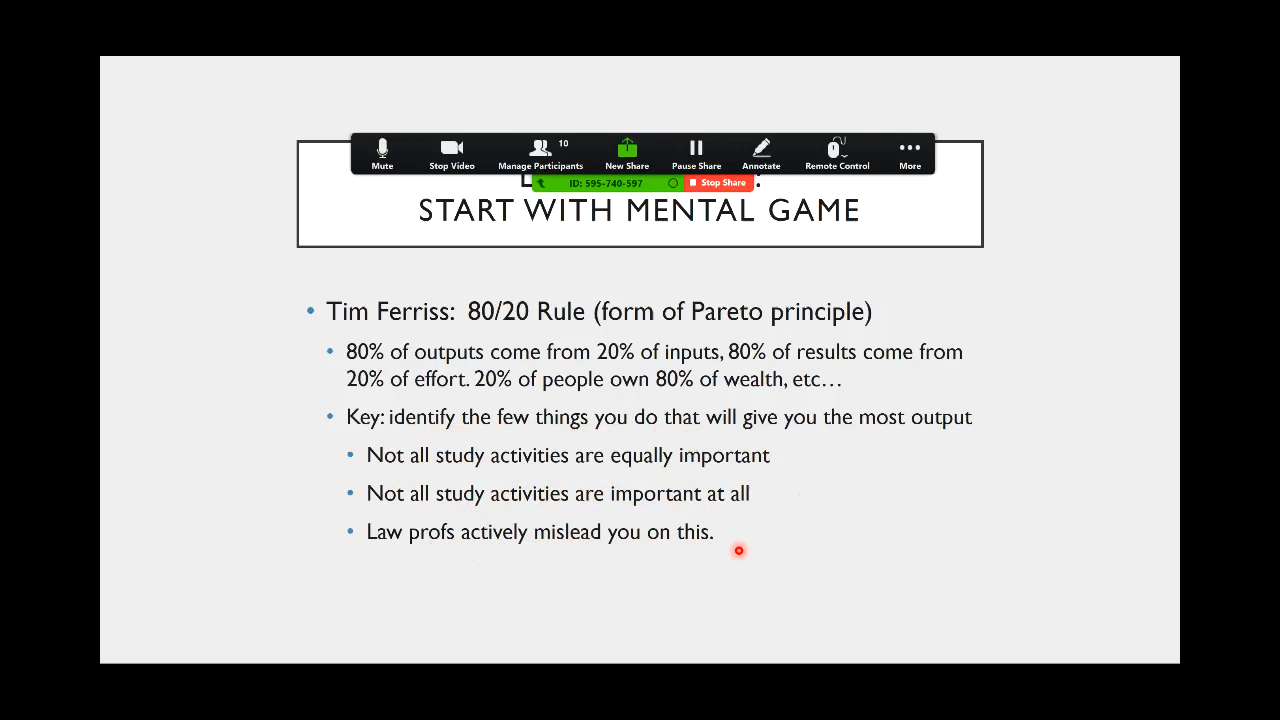 10
Mute
Stop Video
Manage Participants
New Share
Pause Share
Annotate
Remote Control
More
ID: 595-740-597
Stop Share
START WITH MENTAL GAME
• Tim Ferriss: 80/20 Rule (form of Pareto principle)
• 80% of outputs come from 20% of inputs, 80% of results come from
20% of effort. 20% of people own 80% of wealth, etc…
• Key: identify the few things you do that will give you the most output
• Not all study activities are equally important
• Not all study activities are important at all
• Law profs actively mislead you on this.